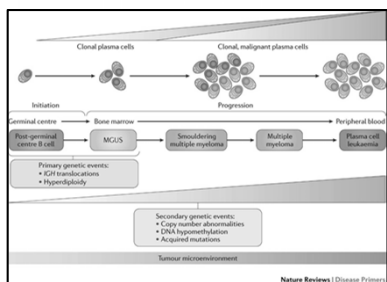 Clonal plasma cells
Clonal, malignant plasma cells
Initiation
Progression
Germinal centre
Bone marrow
Peripheral blood
Post-germinal
centre B cell
MGUS
Smouldering
multiple myeloma
Multiple
myeloma
Plasma cell
leukaemia
Primary genetic events:
• IGH translocations
• Hyperdiploidy
Secondary genetic events:
• Copy number abnormalities
• DNA hypomethylation
• Acquired mutations
Tumour microenvironment
Nature Reviews | Disease Primers